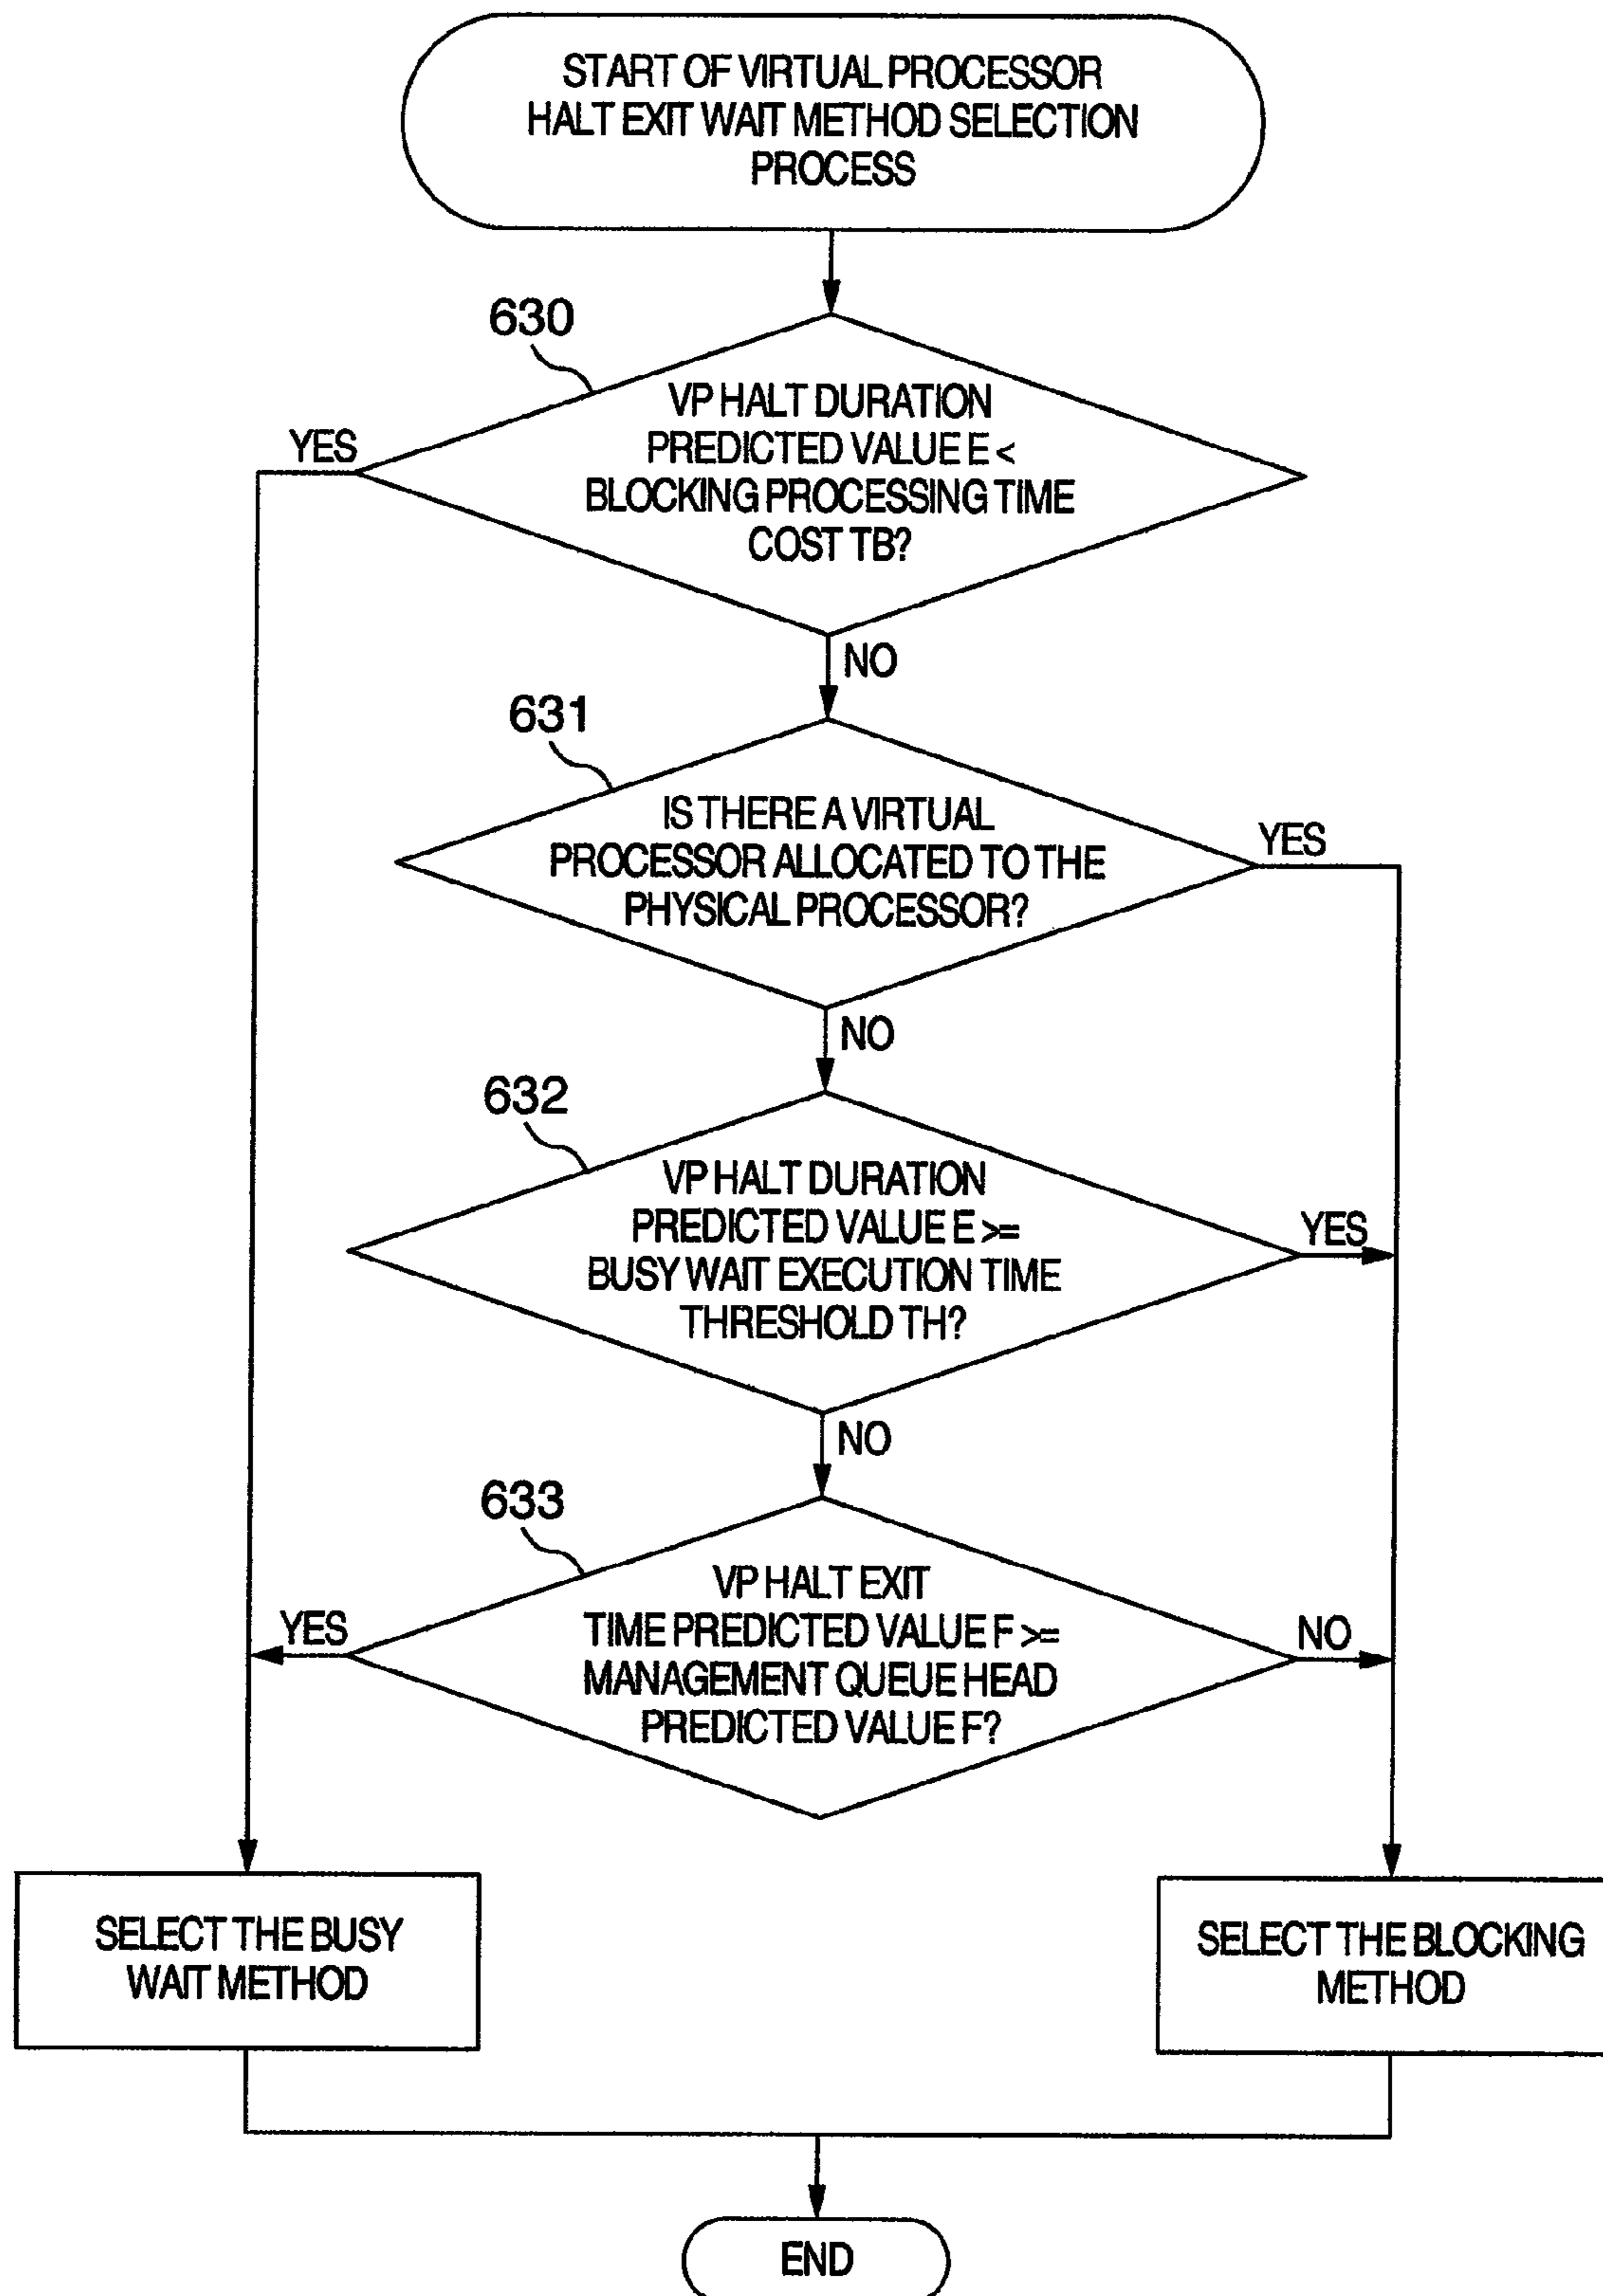 START OF VIRTUAL PROCESSOR
HALT EXIT WAIT METHOD SELECTION
PROCESS
630
VP HALT DURATION
PREDICTED VALUE E <
BLOCKING PROCESSING TIME
COST TB?
YES
NO
631
IS THERE A VIRTUAL
PROCESSOR ALLOCATED TO THE
PHYSICAL PROCESSOR?
YES
NO
632
VP HALT DURATION
PREDICTED VALUE E >=
BUSY WAIT EXECUTION TIME
THRESHOLD TH?
YES
NO
633
VP HALT EXIT
TIME PREDICTED VALUE F >=
MANAGEMENT QUEUE HEAD
PREDICTED VALUE F?
YES
NO
SELECT THE BUSY
WAIT METHOD
SELECT THE BLOCKING
METHOD
END